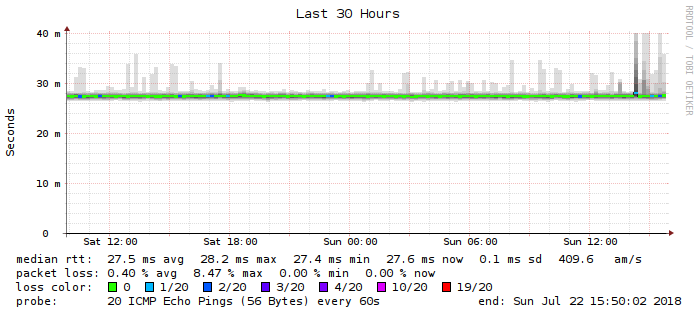 Last 30 Hours
RRDTOOL / TOBI OETIKER
Seconds
40 m
30 m
20 m
10 m
0
Sat 12:00 Sat 18:00 Sun 00:00 Sun 06:00 Sun 12:00
median rtt: 27.5 ms avg 28.2 ms max 27.4 ms min 27.6 ms now 0.1 ms sd 409.6 am/s
packet loss: 0.40 % avg 8.47 % max 0.00 % min 0.00 % now
loss color: 0 1/20 2/20 3/20 4/20 10/20 19/20
probe: 20 ICMP Echo Pings (56 Bytes) every 60s end: Sun Jul 22 15:50:02 2018